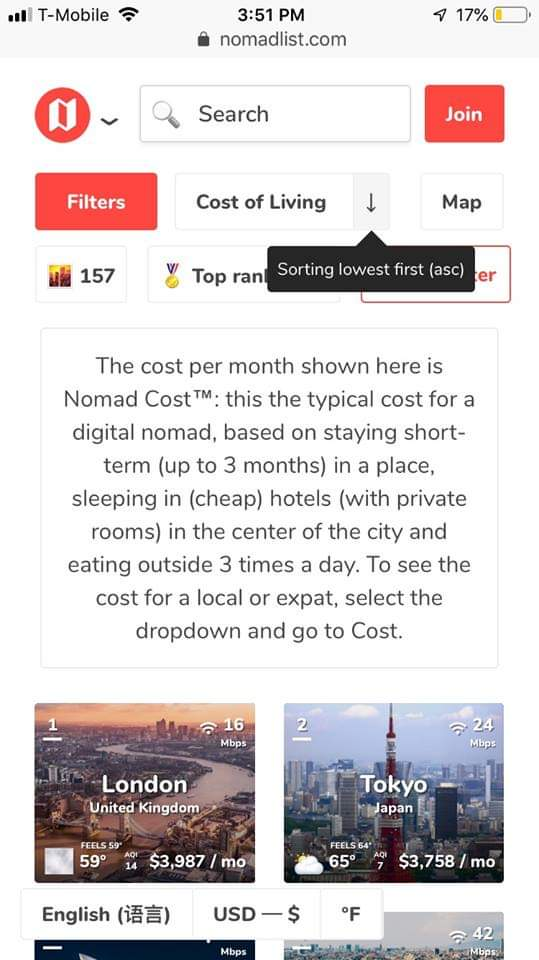 T-Mobile 3:51 PM 17%
nomadlist.com
Search
Join
Filters
Cost of Living ↓
Map
157
Top ran
Sorting lowest first (asc)
er
The cost per month shown here is
Nomad Cost™: this the typical cost for a
digital nomad, based on staying short-
term (up to 3 months) in a place,
sleeping in (cheap) hotels (with private
rooms) in the center of the city and
eating outside 3 times a day. To see the
cost for a local or expat, select the
dropdown and go to Cost.
1
16
Mbps
London
United Kingdom
FEELS 59°
59°
AQI
14
$3,987 / mo
2
24
Mbps
Tokyo
Japan
FEELS 64°
65°
AQI
7
$3,758 / mo
English (语言)
USD — $
°F
Mbps
42
Mbps